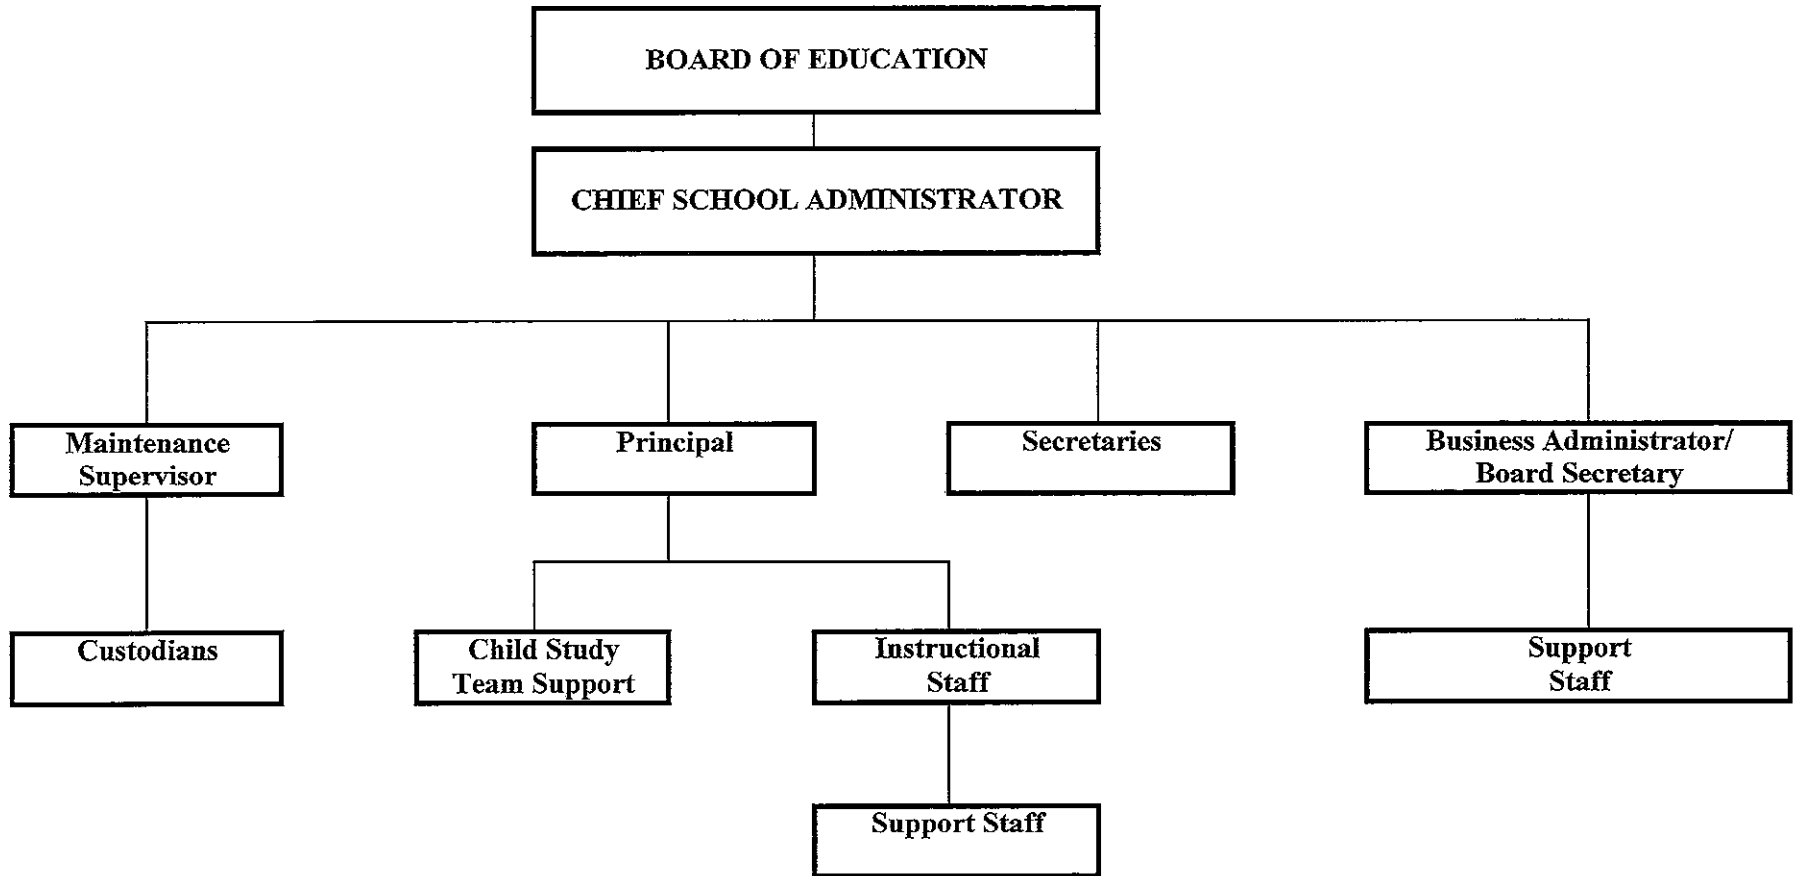 BOARD OF EDUCATION
CHIEF SCHOOL ADMINISTRATOR
Maintenance
Supervisor
Principal
Secretaries
Business Administrator/
Board Secretary
Custodians
Child Study
Team Support
Instructional
Staff
Support
Staff
Support Staff